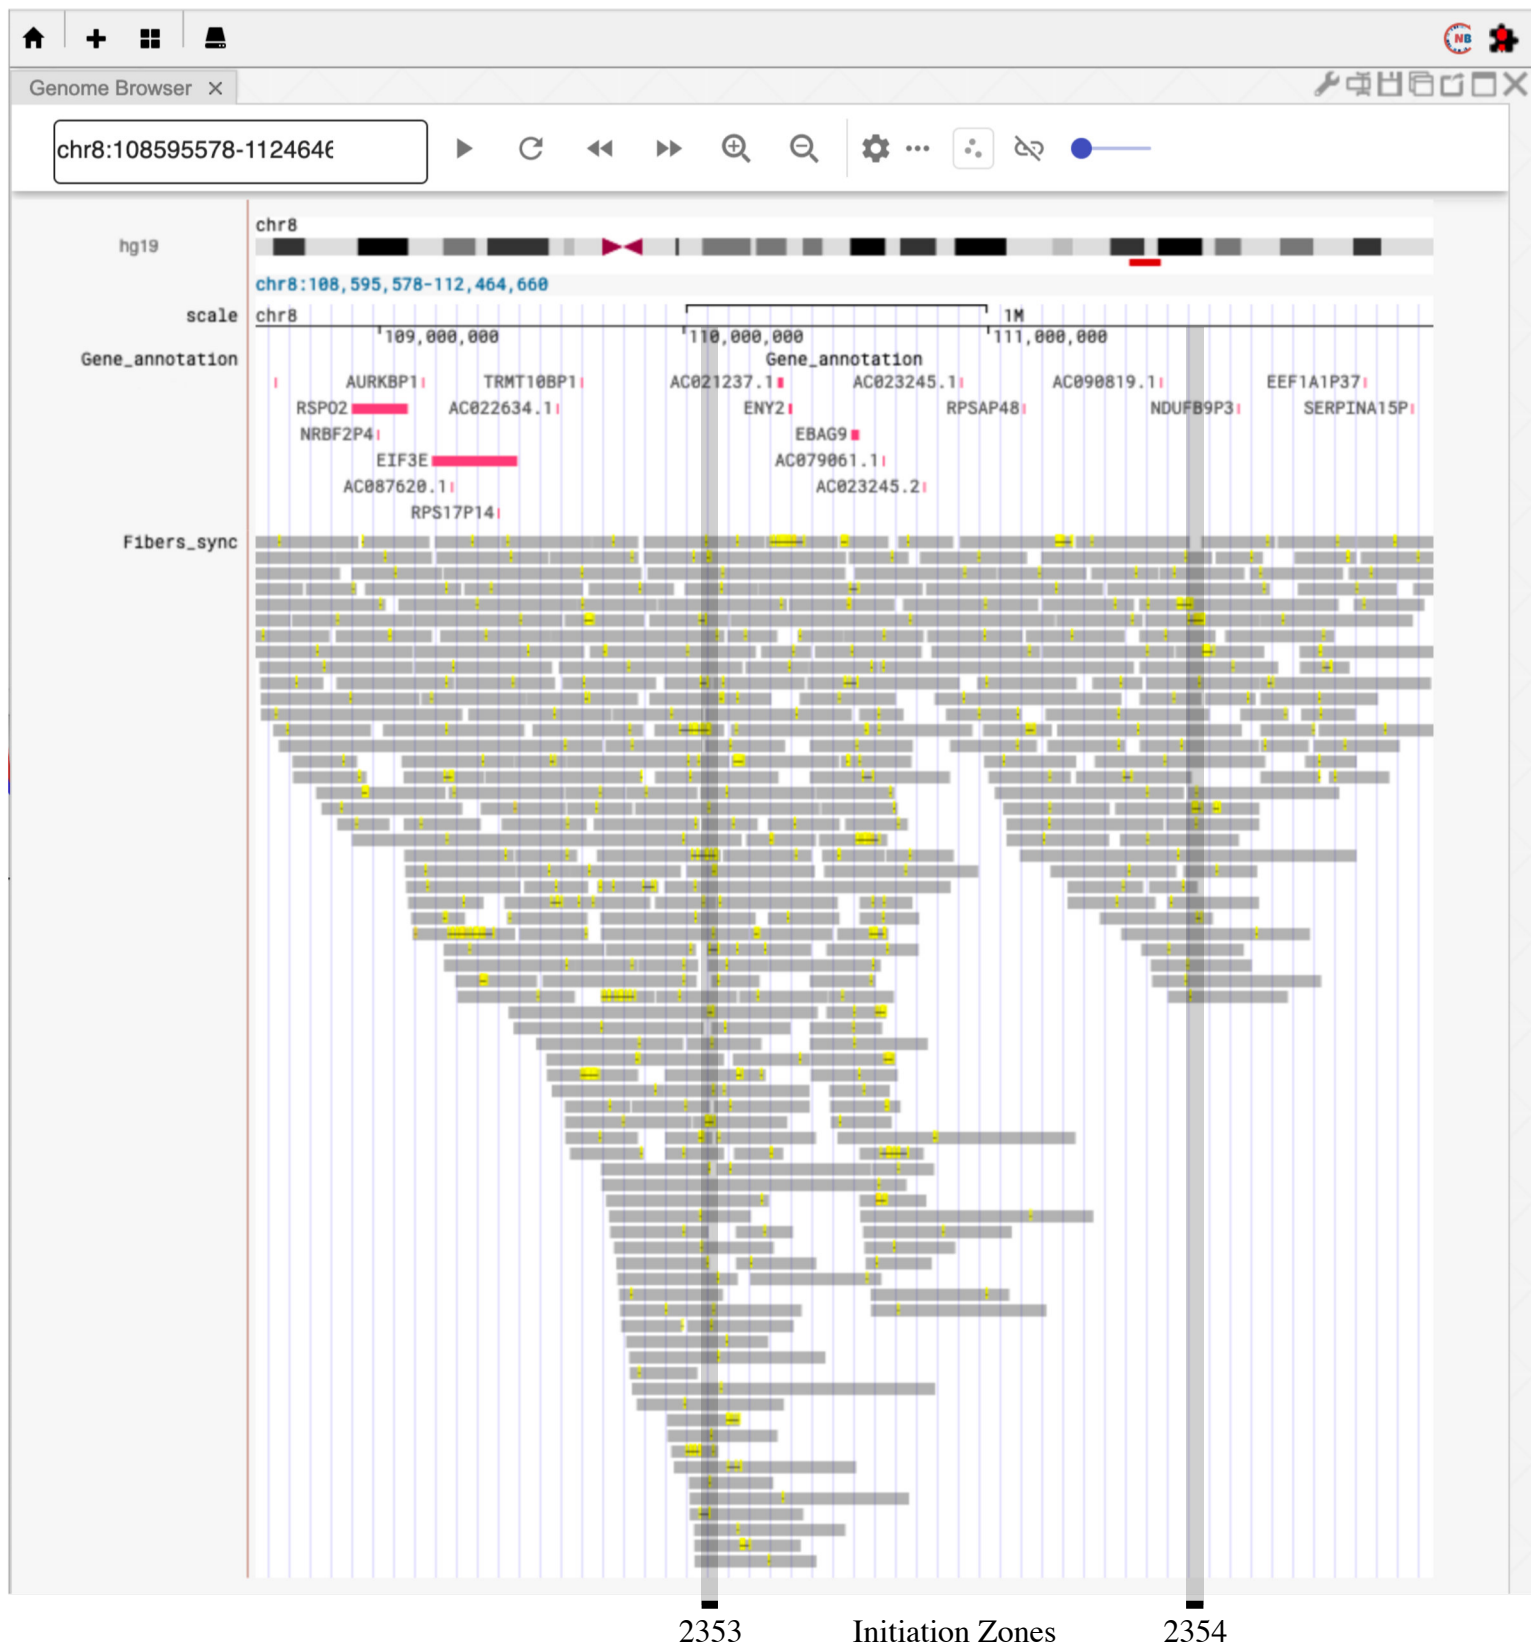 NB
Genome Browser
chr8:108595578-1124646
chr8
hg19
chr8:108,595,578-112,464,660
scale chr8 1M
109,000,000 110,000,000 111,000,000
Gene_annotation Gene_annotation
AURKBP1 TRMT10BP1 AC021237.1 AC023245.1 AC090819.1 EEF1A1P37
RSPO2 AC022634.1 ENY2 RPSAP48 NDUFB9P3 SERPINA15P
NRBF2P4 EBAG9
EIF3E AC079061.1
AC087620.1 AC023245.2
RPS17P14
Fibers_sync
2353 Initiation Zones 2354